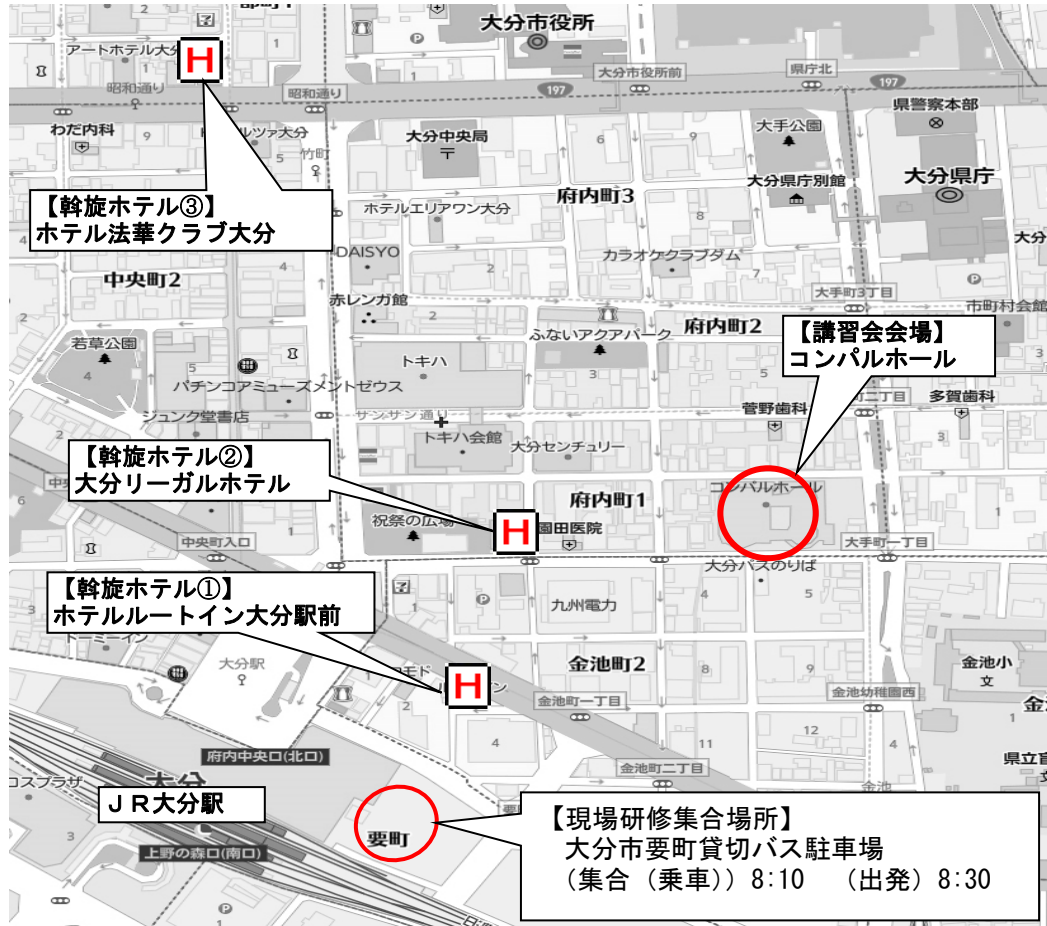 大分市役所
アートホテル大分
昭和通り
昭和通り
197
大分市役所前
県庁北
197
県警察本部
わだ内科
竹町
大分中央局
大手公園
大分県庁別館
大分県庁
【斡旋ホテル③】
ホテル法華クラブ大分
ホテルエリアワン大分
府内町3
DAISYO
カラオケクラブダム
中央町2
大手町3丁目
市町村会館
赤レンガ館
ふないアクアパーク
府内町2
【講習会会場】
コンパルホール
若草公園
トキハ
パチンコアミューズメントゼウス
ジュンク堂書店
サンサン通り
菅野歯科
多賀歯科
トキハ会館
大分センチュリー
【斡旋ホテル②】
大分リーガルホテル
府内町1
コンパルホール
祝祭の広場
園田医院
中央町入口
大手町一丁目
大分バスのりば
【斡旋ホテル①】
ホテルルートイン大分駅前
九州電力
ドーミーイン
大分駅
金池町2
金池小
金池町一丁目
金池幼稚園西
府内中央口(北口)
金池町二丁目
金池
コスプラザ
大分
ＪＲ大分駅
要町
上野の森口(南口)
【現場研修集合場所】
大分市要町貸切バス駐車場
（集合（乗車））8:10　（出発）8:30